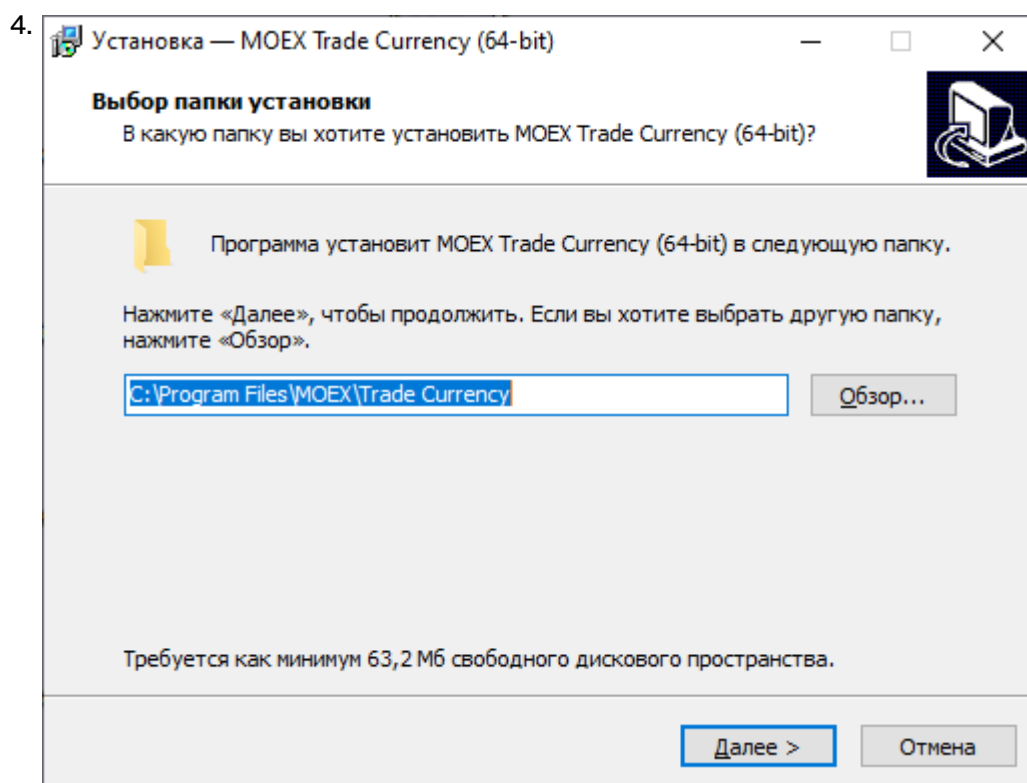 4.
Установка — MOEX Trade Currency (64-bit)
Выбор папки установки
В какую папку вы хотите установить MOEX Trade Currency (64-bit)?
Программа установит MOEX Trade Currency (64-bit) в следующую папку.
Нажмите «Далее», чтобы продолжить. Если вы хотите выбрать другую папку,
нажмите «Обзор».
C:\Program Files\MOEX\Trade Currency
Обзор...
Требуется как минимум 63,2 Мб свободного дискового пространства.
Далее >
Отмена